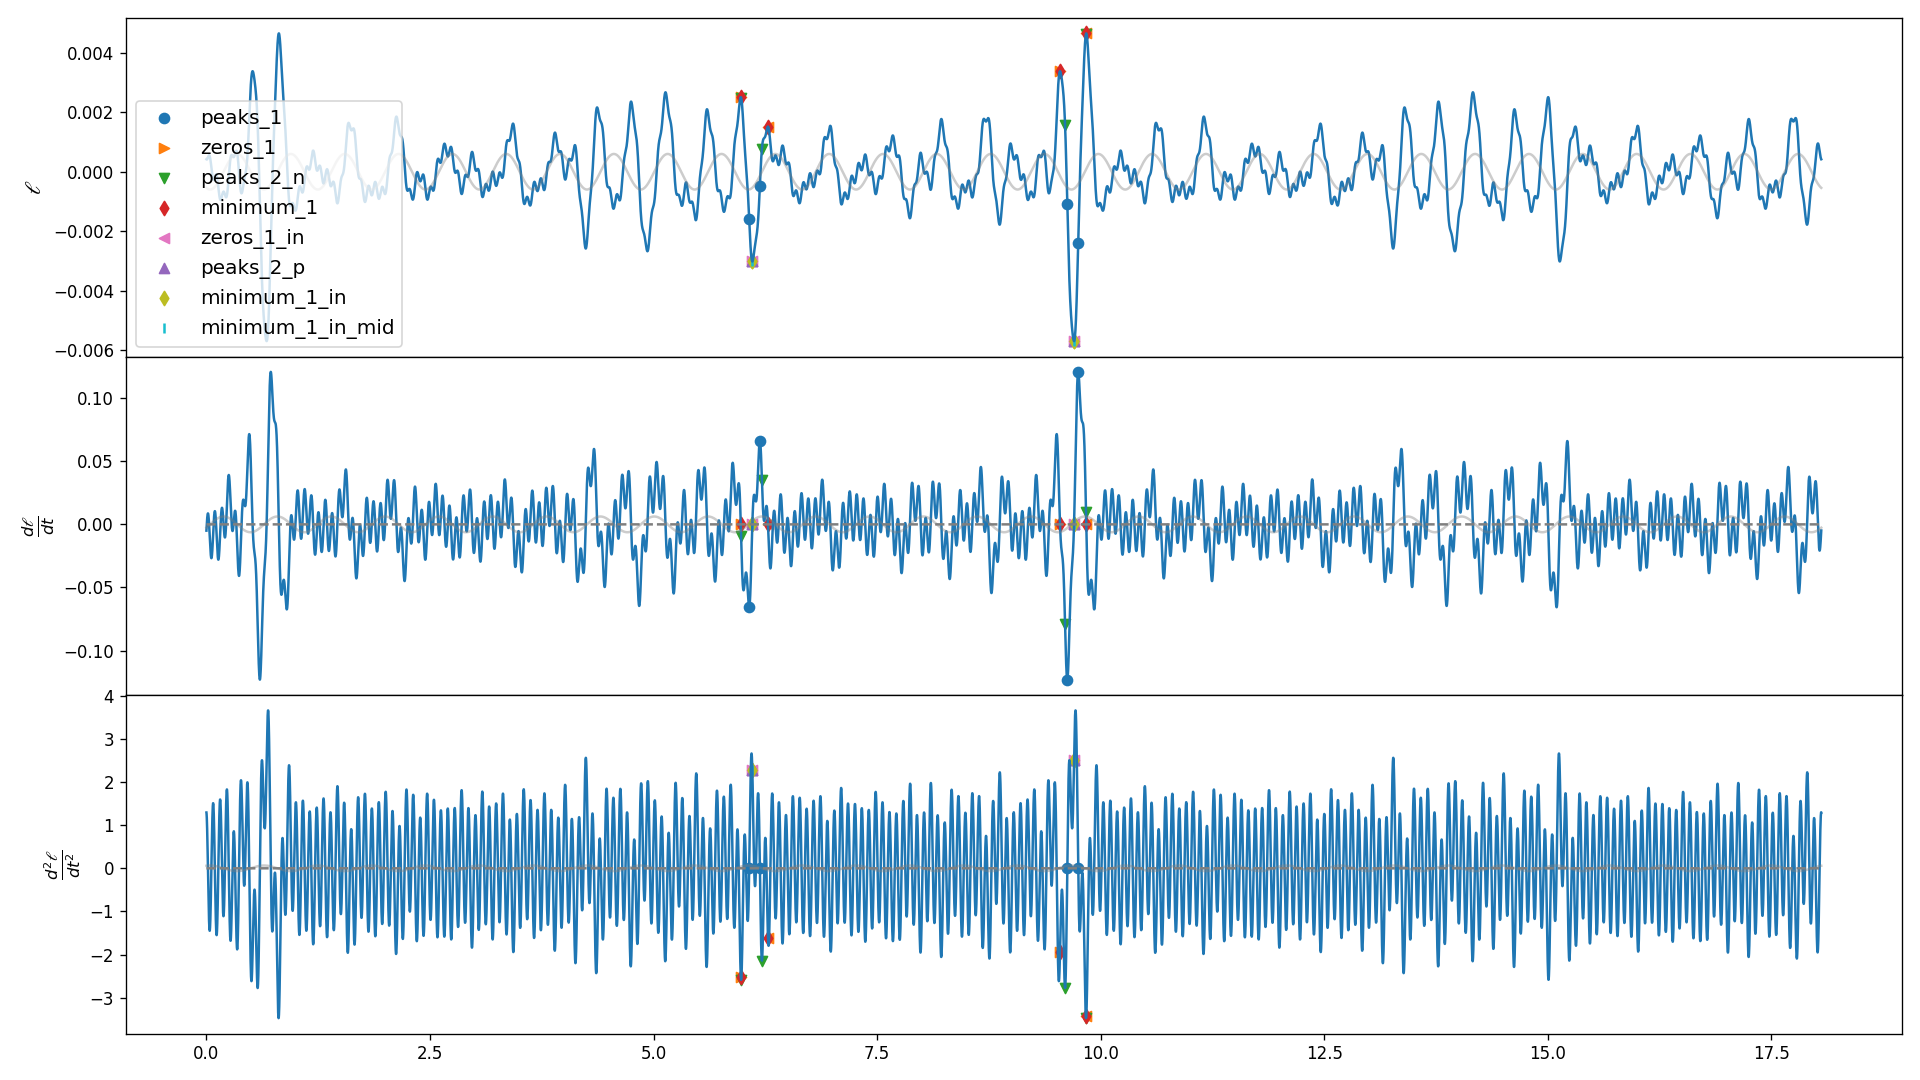 0.004
0.002
0.000
−0.002
−0.004
−0.006
ℓ
peaks_1
zeros_1
peaks_2_n
minimum_1
zeros_1_in
peaks_2_p
minimum_1_in
minimum_1_in_mid
0.10
0.05
0.00
−0.05
−0.10
dℓ
dt
4
3
2
1
0
−1
−2
−3
d²ℓ
dt²
0.0 2.5 5.0 7.5 10.0 12.5 15.0 17.5